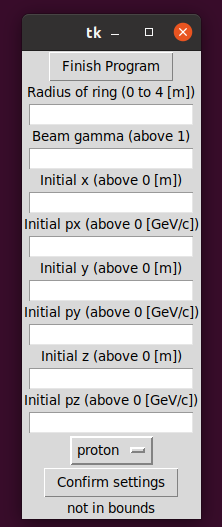 tk
Finish Program
Radius of ring (0 to 4 [m])
Beam gamma (above 1)
Initial x (above 0 [m])
Initial px (above 0 [GeV/c])
Initial y (above 0 [m])
Initial py (above 0 [GeV/c])
Initial z (above 0 [m])
Initial pz (above 0 [GeV/c])
proton
Confirm settings
not in bounds